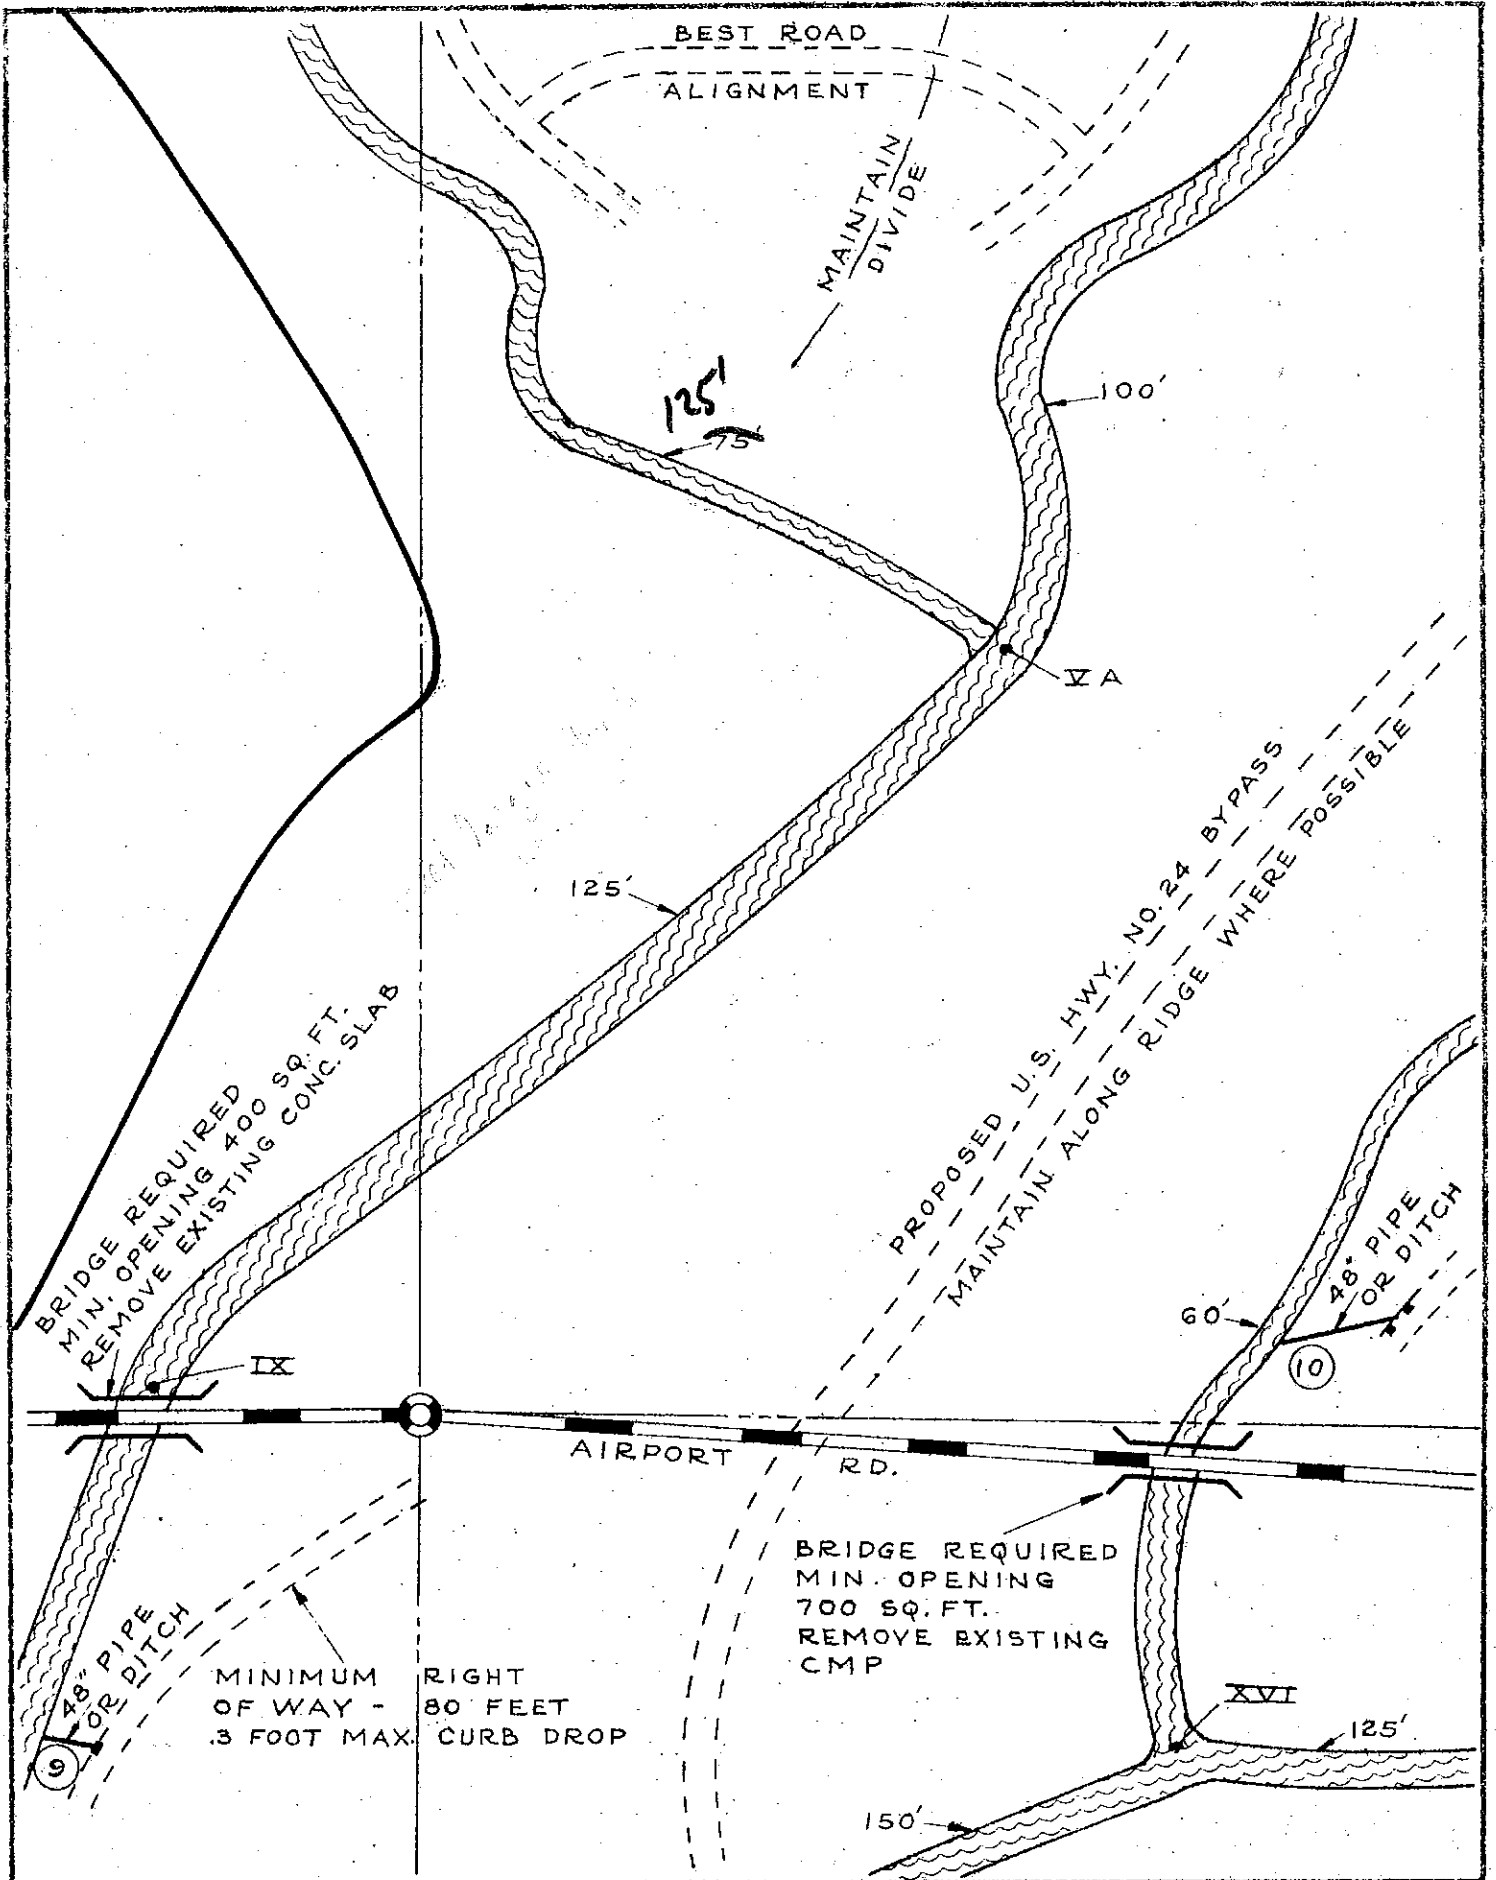 BEST ROAD
ALIGNMENT
MAINTAIN
DIVIDE
125'
75'
100'
V A
125'
PROPOSED U.S. HWY. NO. 24 BYPASS
MAINTAIN ALONG RIDGE WHERE POSSIBLE
BRIDGE REQUIRED
MIN. OPENING 400 SQ. FT.
REMOVE EXISTING CONC. SLAB
IX
60'
48" PIPE
OR DITCH
10
AIRPORT RD.
BRIDGE REQUIRED
MIN. OPENING
700 SQ. FT.
REMOVE EXISTING
CMP
48" PIPE
OR DITCH
9
MINIMUM RIGHT
OF WAY - 80 FEET
.3 FOOT MAX. CURB DROP
XVI
125'
150'